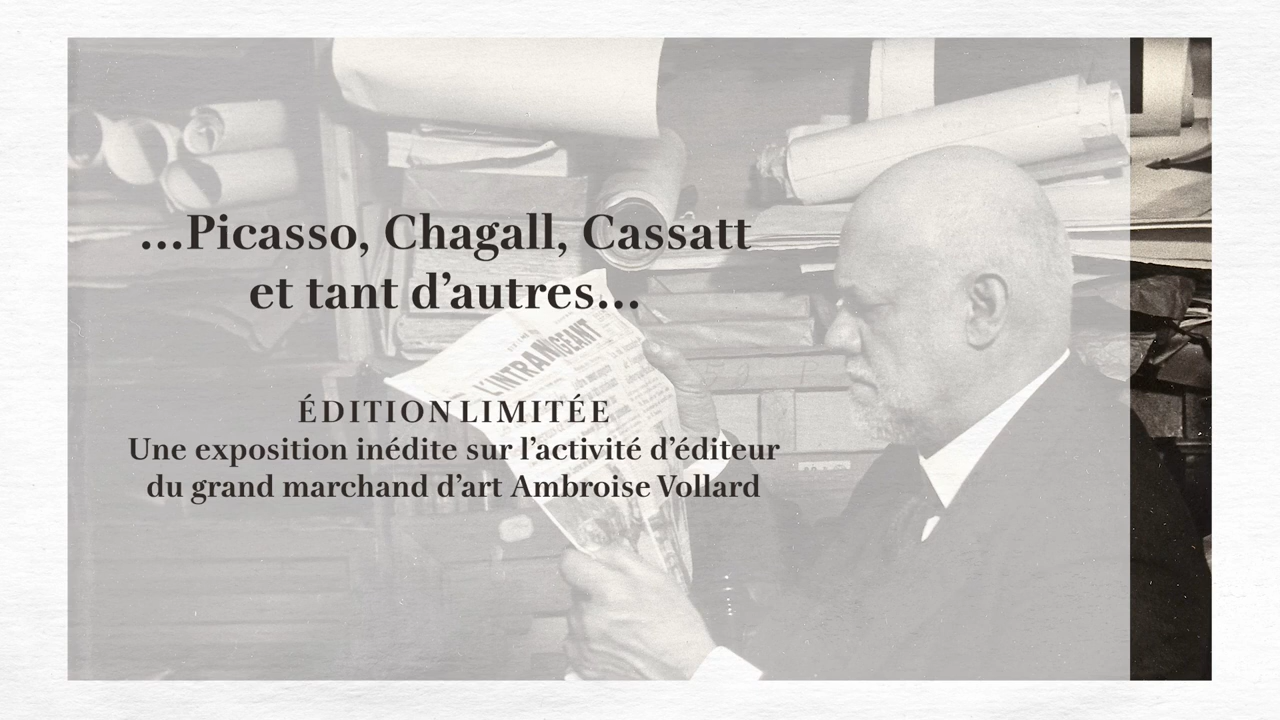 ...Picasso, Chagall, Cassatt
et tant d’autres...
L'INTRANSIGEANT
ÉDITION LIMITÉE
Une exposition inédite sur l’activité d’éditeur
du grand marchand d’art Ambroise Vollard